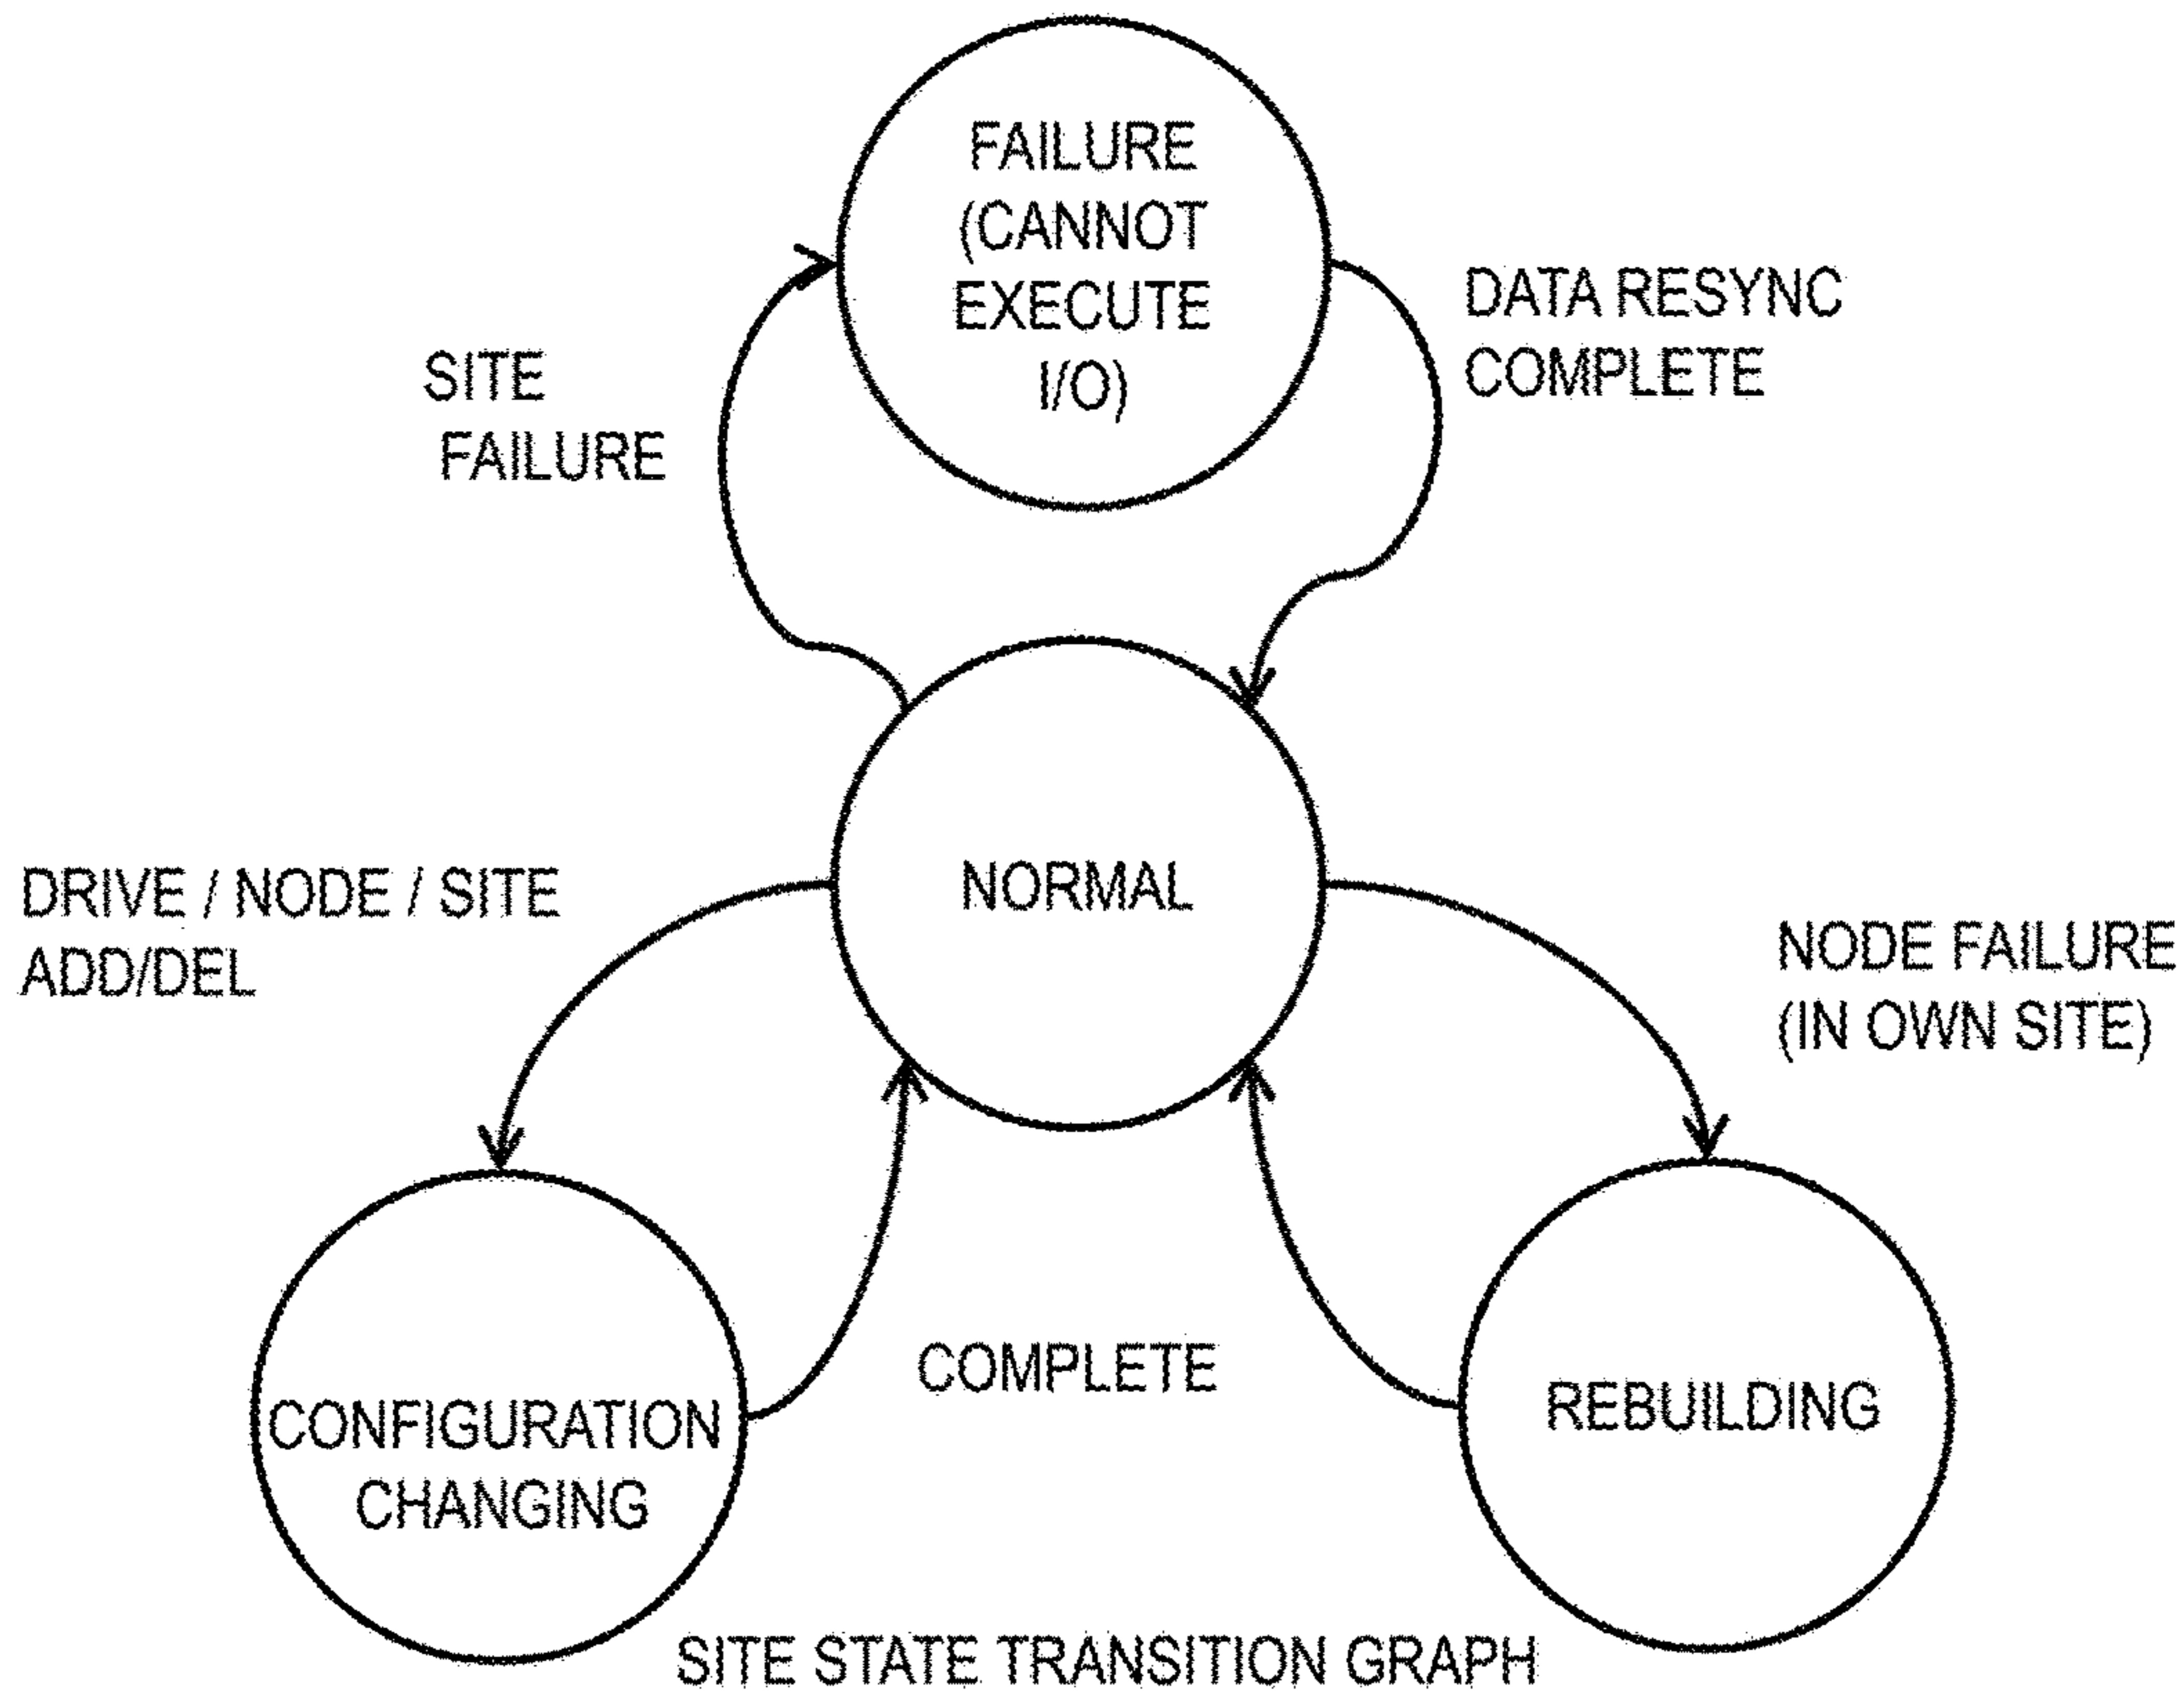 FAILURE
(CANNOT
EXECUTE
I/O)
DATA RESYNC
COMPLETE
SITE
FAILURE
NORMAL
DRIVE / NODE / SITE
ADD/DEL
NODE FAILURE
(IN OWN SITE)
COMPLETE
CONFIGURATION
CHANGING
REBUILDING
SITE STATE TRANSITION GRAPH